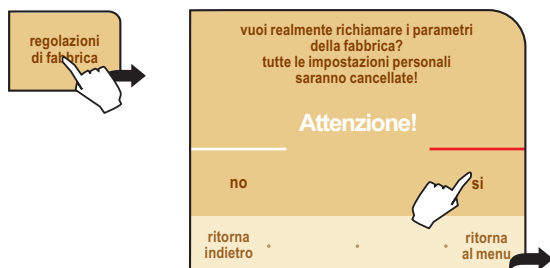 regolazioni
di fabbrica
vuoi realmente richiamare i parametri
della fabbrica?
tutte le impostazioni personali
saranno cancellate!
Attenzione!
no
si
ritorna
indietro
ritorna
al menu